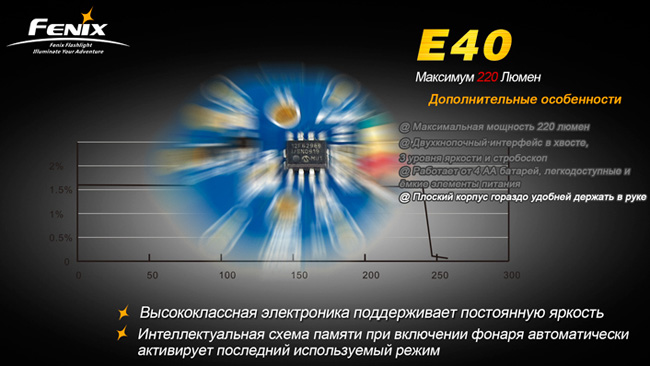 FENIX
Fenix Flashlight
Illuminate Your Adventure
E40
Максимум 220 Люмен
Дополнительные особенности
@ Максимальная мощность 220 люмен
@ Двухкнопочный интерфейс в хвосте,
3 уровня яркости и стробоскоп
@ Работает от 4 АА батарей, легкодоступные и
ёмкие элементы питания
@ Плоский корпус гораздо удобней держать в руке
2%
1.5%
1%
0.5%
0
0 50 100 150 200 250 300
Высококлассная электроника поддерживает постоянную яркость
Интеллектуальная схема памяти при включении фонаря автоматически
активирует последний используемый режим